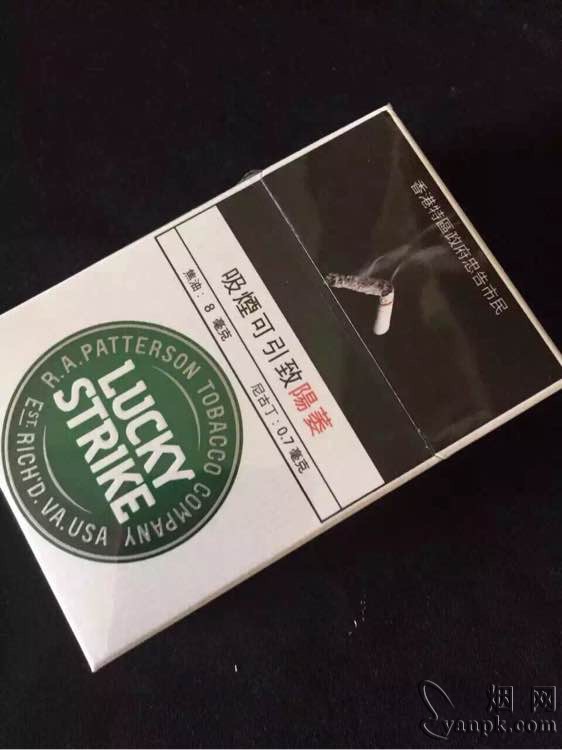 香港特區政府忠告市民
吸煙可引致陽萎
焦油：8 毫克
尼古丁：0.7 毫克
R.A.PATTERSON TOBACCO COMPANY
LUCKY
STRIKE
EST. RICH'D. VA. USA
烟网
yanpk.com